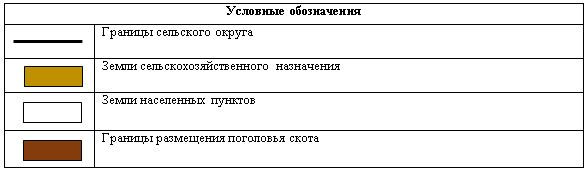 Условные обозначения
Границы сельского округа
Земли сельскохозяйственного назначения
Земли населенных пунктов
Границы размещения поголовья скота